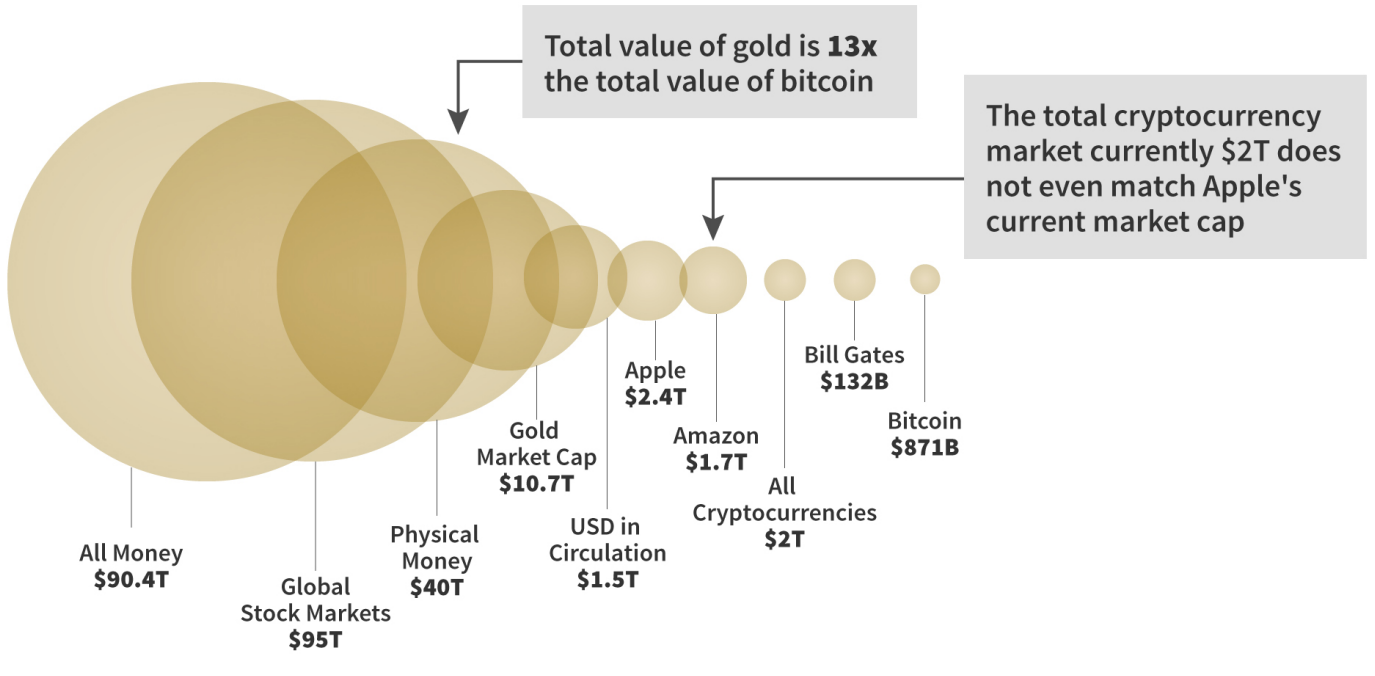 Total value of gold is 13x
the total value of bitcoin
The total cryptocurrency
market currently $2T does
not even match Apple's
current market cap
All Money
$90.4T
Global
Stock Markets
$95T
Physical
Money
$40T
Gold
Market Cap
$10.7T
USD in
Circulation
$1.5T
Apple
$2.4T
Amazon
$1.7T
All
Cryptocurrencies
$2T
Bill Gates
$132B
Bitcoin
$871B